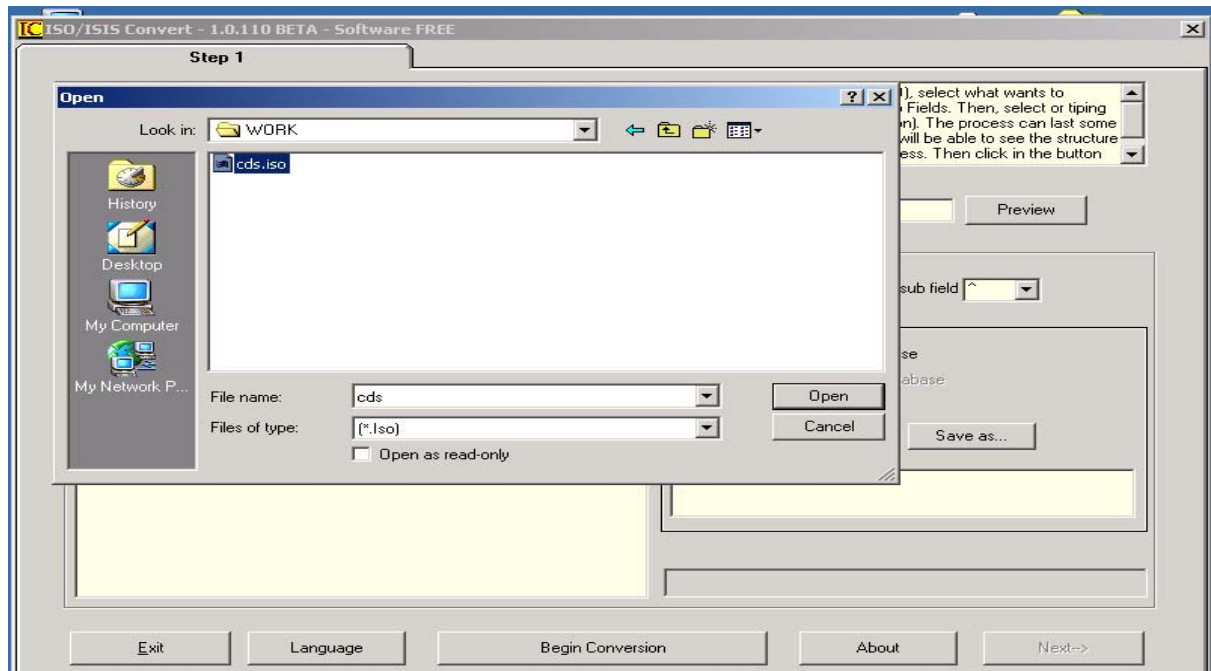 IC ISO/ISIS Convert - 1.0.110 BETA - Software FREE
Step 1
Open
Look in: WORK
cds.iso
History
Desktop
My Computer
My Network P...
File name: cds
Open
Files of type: (*.Iso)
Cancel
Open as read-only
), select what wants to
Fields. Then, select or tiping
n). The process can last some
will be able to see the structure
ess. Then click in the button
Preview
sub field ^
se
abase
Save as...
Exit
Language
Begin Conversion
About
Next-->